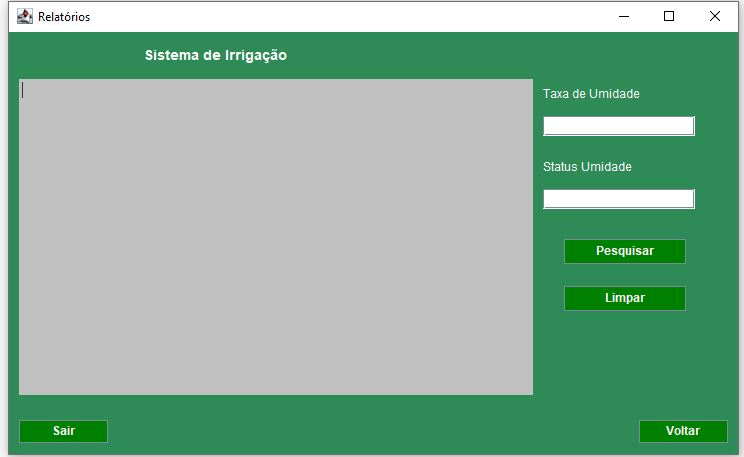 Relatórios
Sistema de Irrigação
Taxa de Umidade
Status Umidade
Pesquisar
Limpar
Sair
Voltar